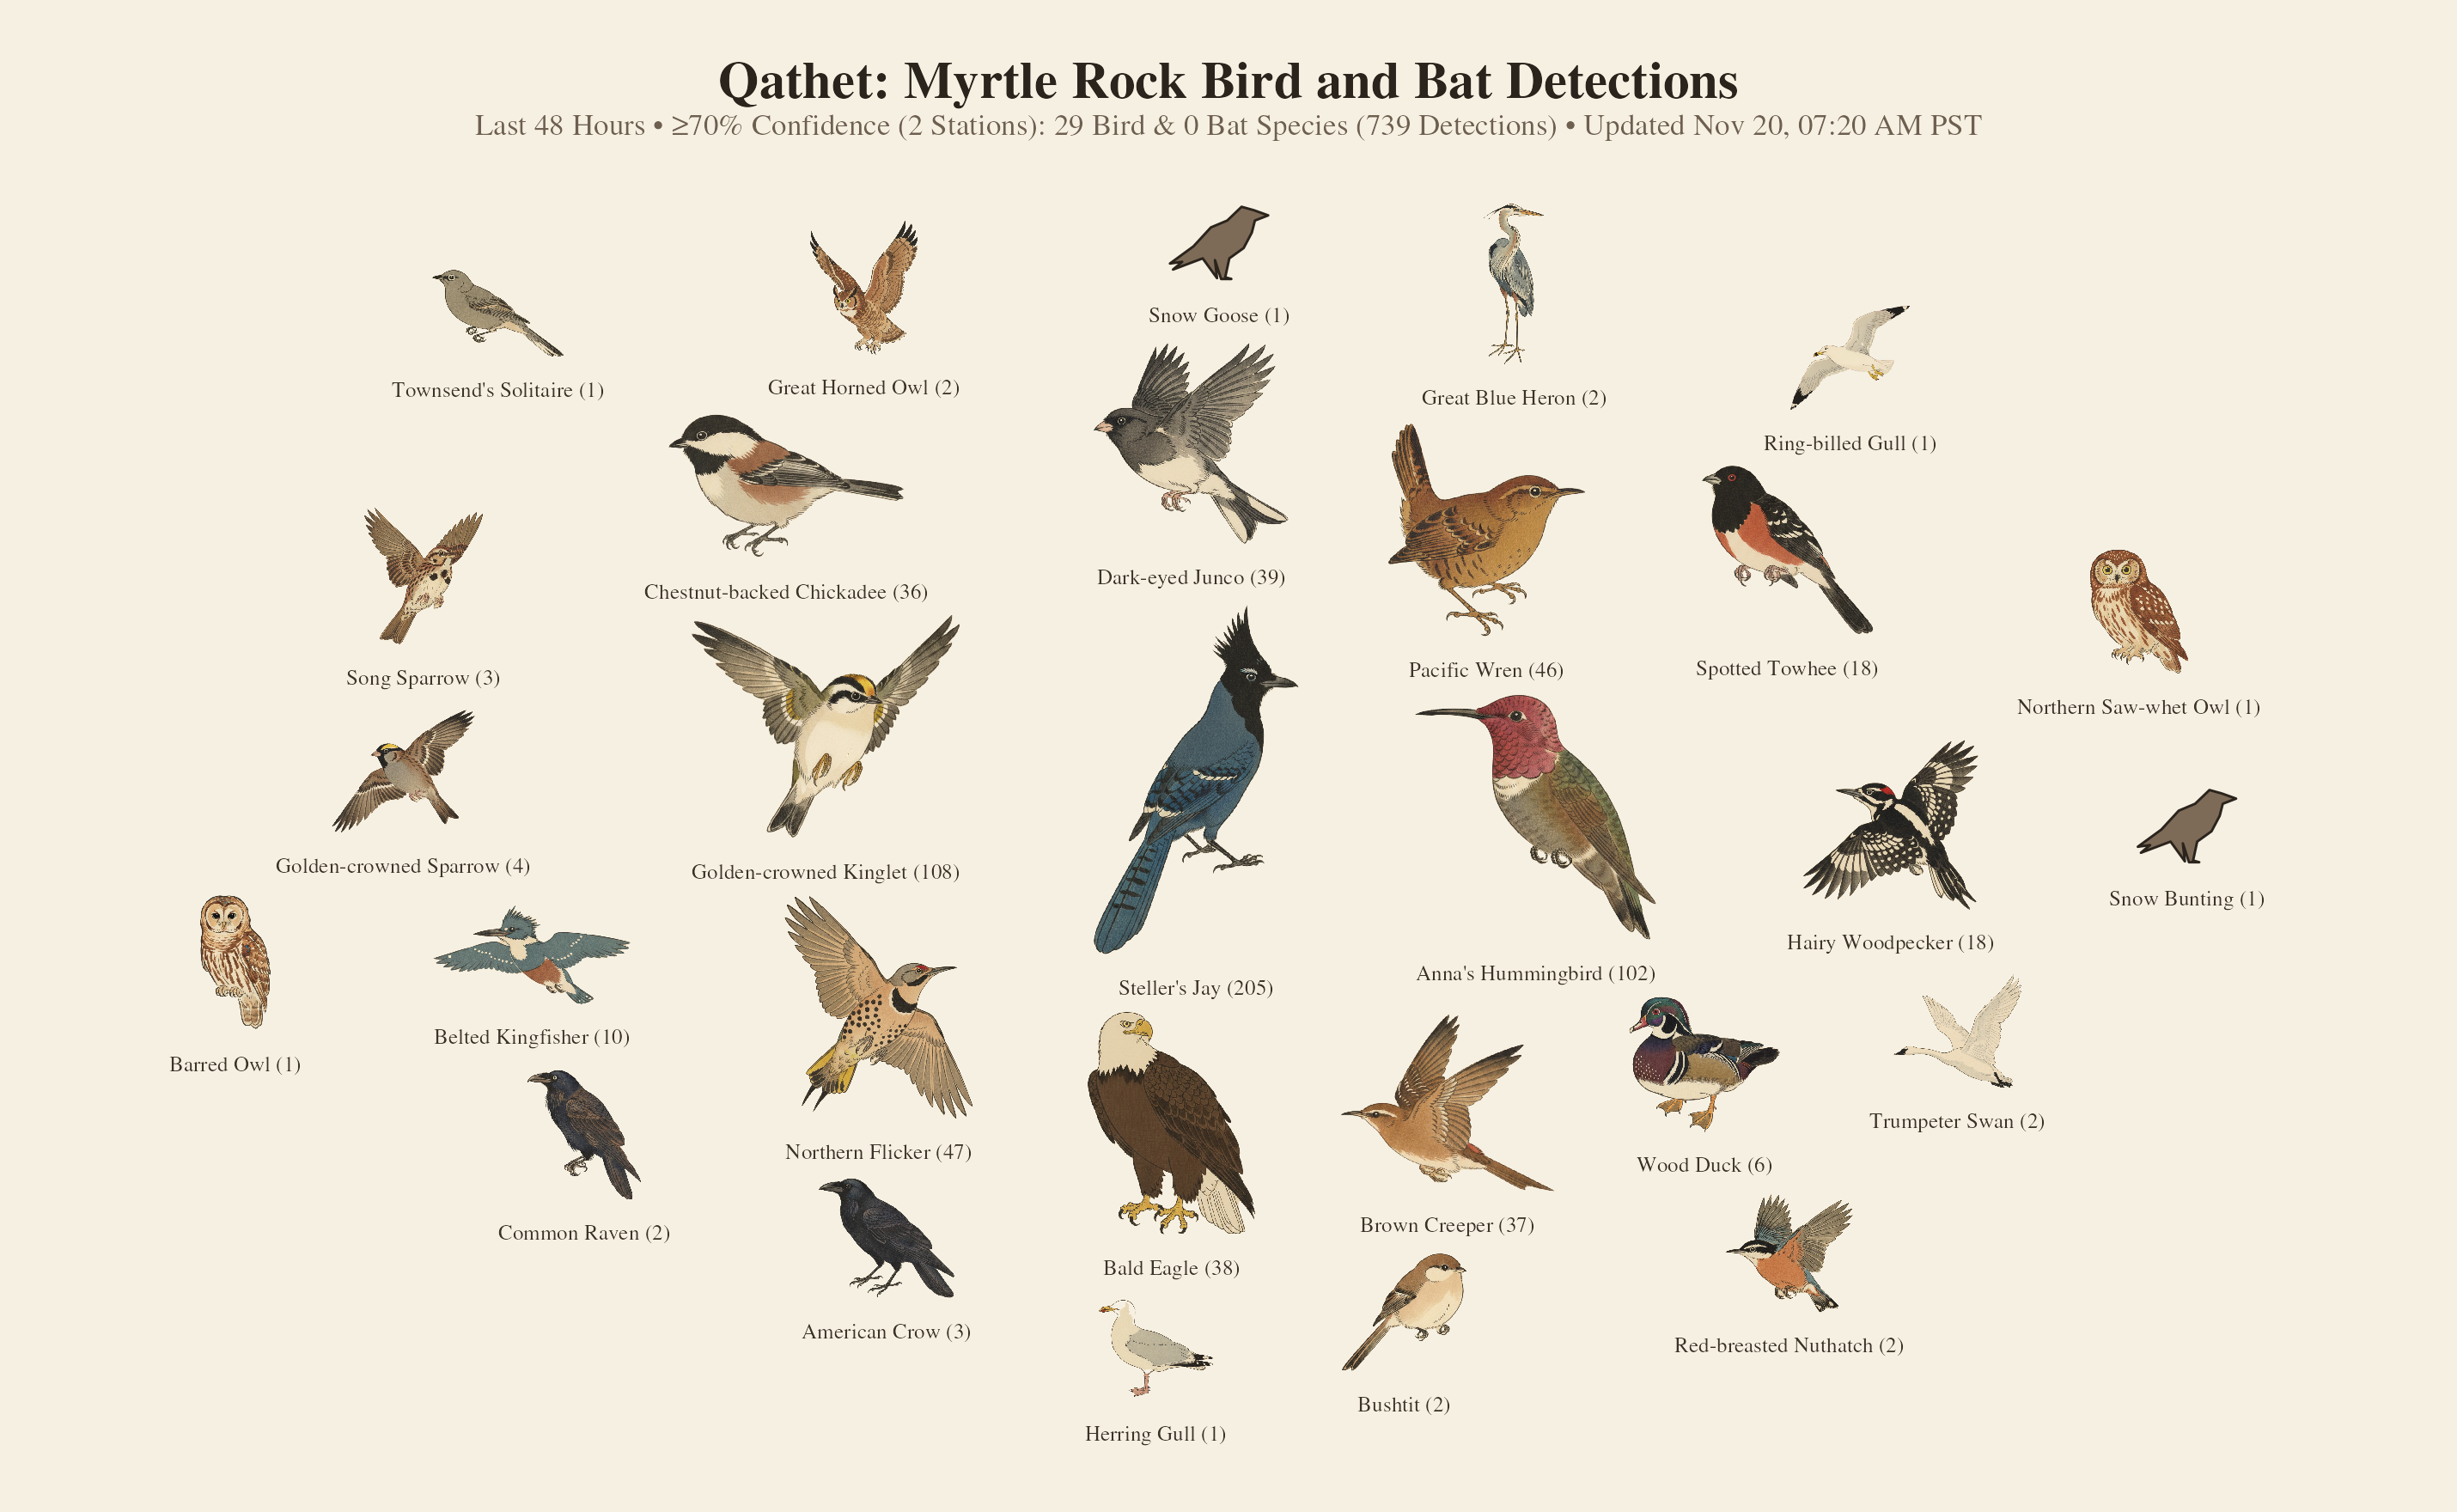 Qathet: Myrtle Rock Bird and Bat Detections
Last 48 Hours • ≥70% Confidence (2 Stations): 29 Bird & 0 Bat Species (739 Detections) • Updated Nov 20, 07:20 AM PST
Snow Goose (1)
Townsend's Solitaire (1)
Great Horned Owl (2)
Great Blue Heron (2)
Ring-billed Gull (1)
Chestnut-backed Chickadee (36)
Dark-eyed Junco (39)
Song Sparrow (3)
Pacific Wren (46)
Spotted Towhee (18)
Northern Saw-whet Owl (1)
Golden-crowned Sparrow (4)
Golden-crowned Kinglet (108)
Snow Bunting (1)
Hairy Woodpecker (18)
Anna's Hummingbird (102)
Steller's Jay (205)
Belted Kingfisher (10)
Barred Owl (1)
Trumpeter Swan (2)
Northern Flicker (47)
Wood Duck (6)
Common Raven (2)
Brown Creeper (37)
Bald Eagle (38)
American Crow (3)
Red-breasted Nuthatch (2)
Bushtit (2)
Herring Gull (1)